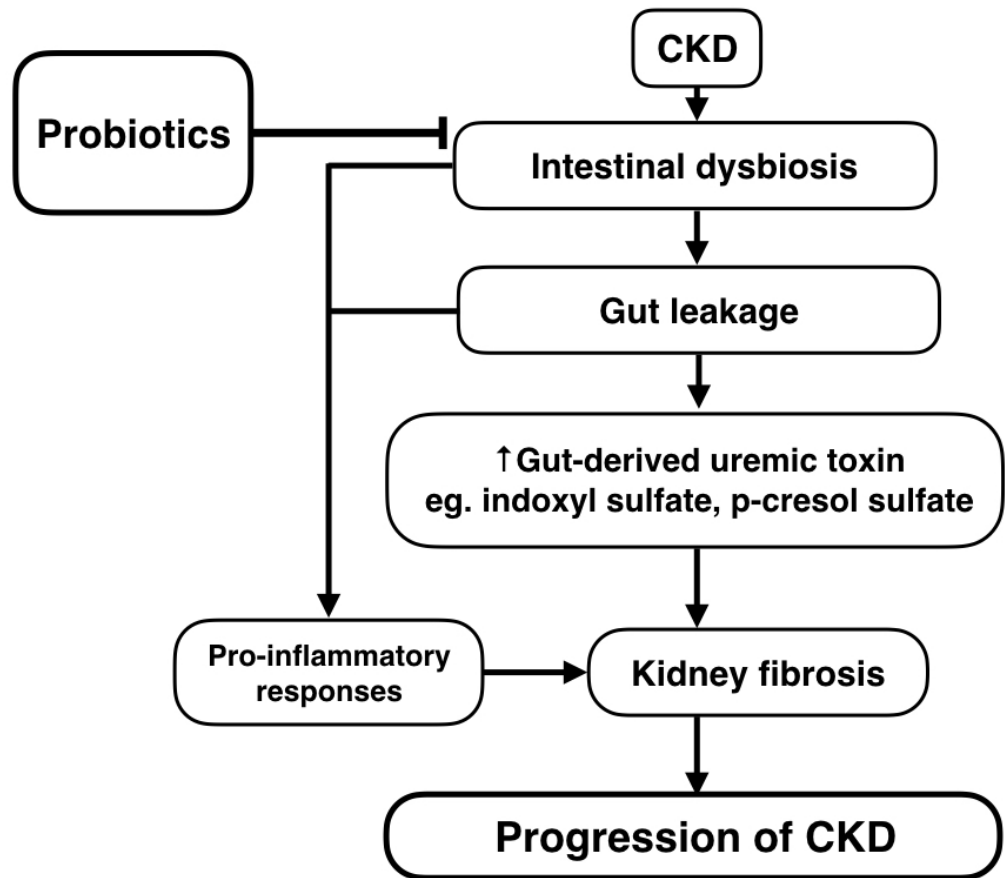 CKD
Probiotics
Intestinal dysbiosis
Gut leakage
↑Gut-derived uremic toxin
eg. indoxyl sulfate, p-cresol sulfate
Pro-inflammatory
responses
Kidney fibrosis
Progression of CKD